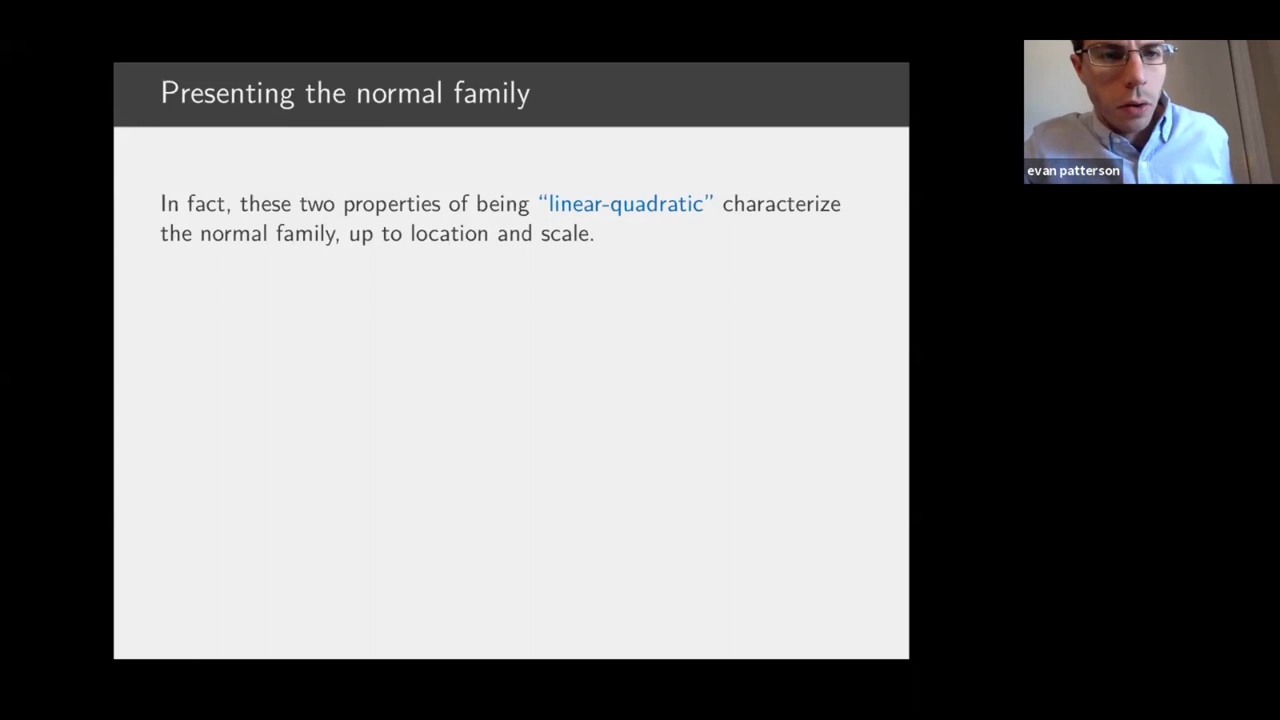 Presenting the normal family
In fact, these two properties of being “linear-quadratic” characterize
the normal family, up to location and scale.
evan patterson